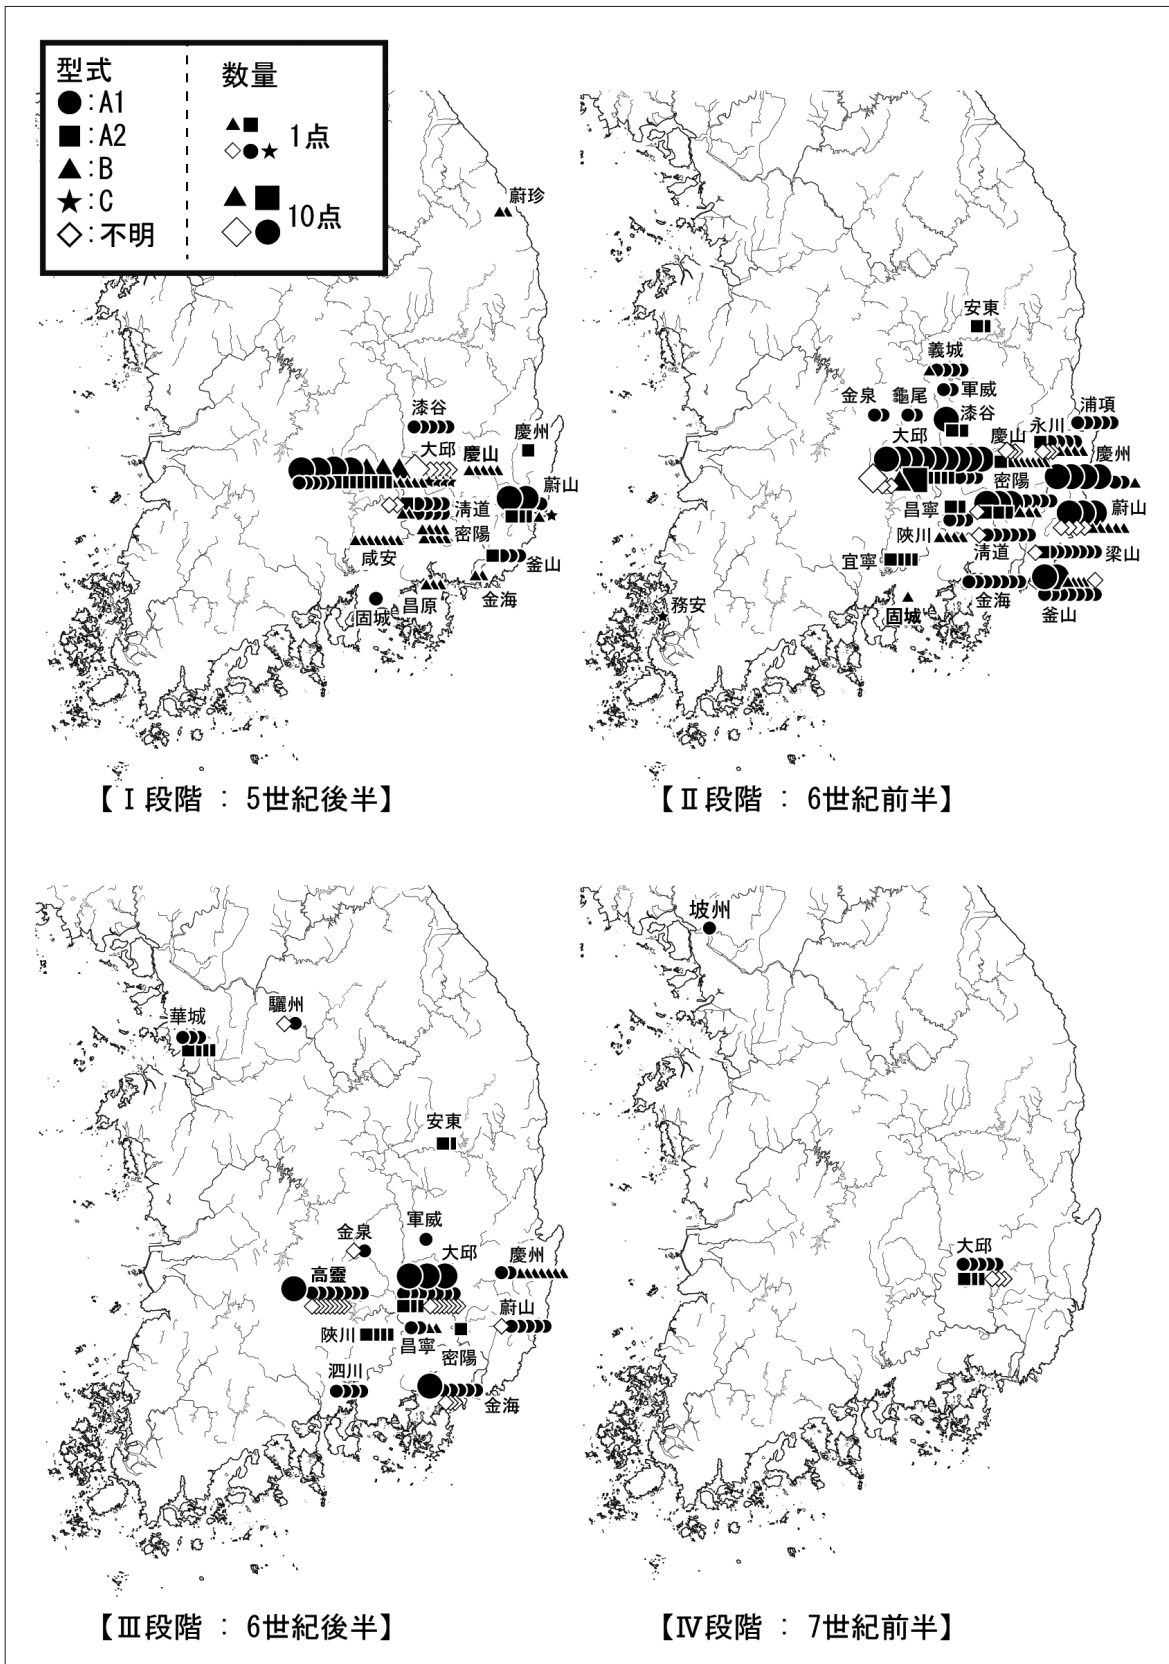 型式
●:A1
■:A2
▲:B
★:C
◇:不明
数量
1点
10点
蔚珍
漆谷
大邱
慶山
慶州
蔚山
清道
密陽
咸安
釜山
金海
昌原
固城
【Ⅰ段階 : 5世紀後半】
安東
義城
軍威
金泉
龜尾
漆谷
浦項
永川
大邱
慶山
慶州
密陽
昌寧
蔚山
陜川
清道
梁山
宜寧
金海
釜山
固城
務安
【Ⅱ段階 : 6世紀前半】
驪州
華城
安東
軍威
金泉
大邱
慶州
高靈
蔚山
陜川
昌寧
密陽
泗川
金海
【Ⅲ段階 : 6世紀後半】
坡州
大邱
【Ⅳ段階 : 7世紀前半】